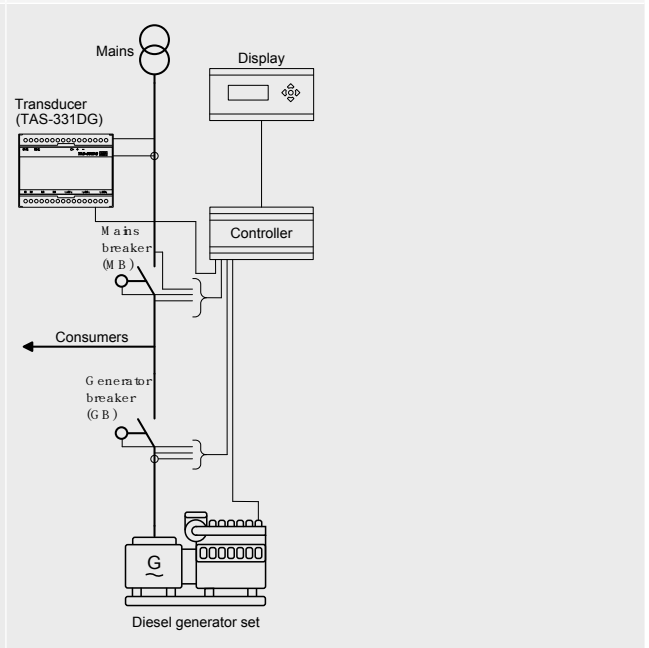 Mains
Display
Transducer
(TAS-331DG)
Controller
Mains
breaker
(MB)
Consumers
Generator
breaker
(GB)
G
Diesel generator set